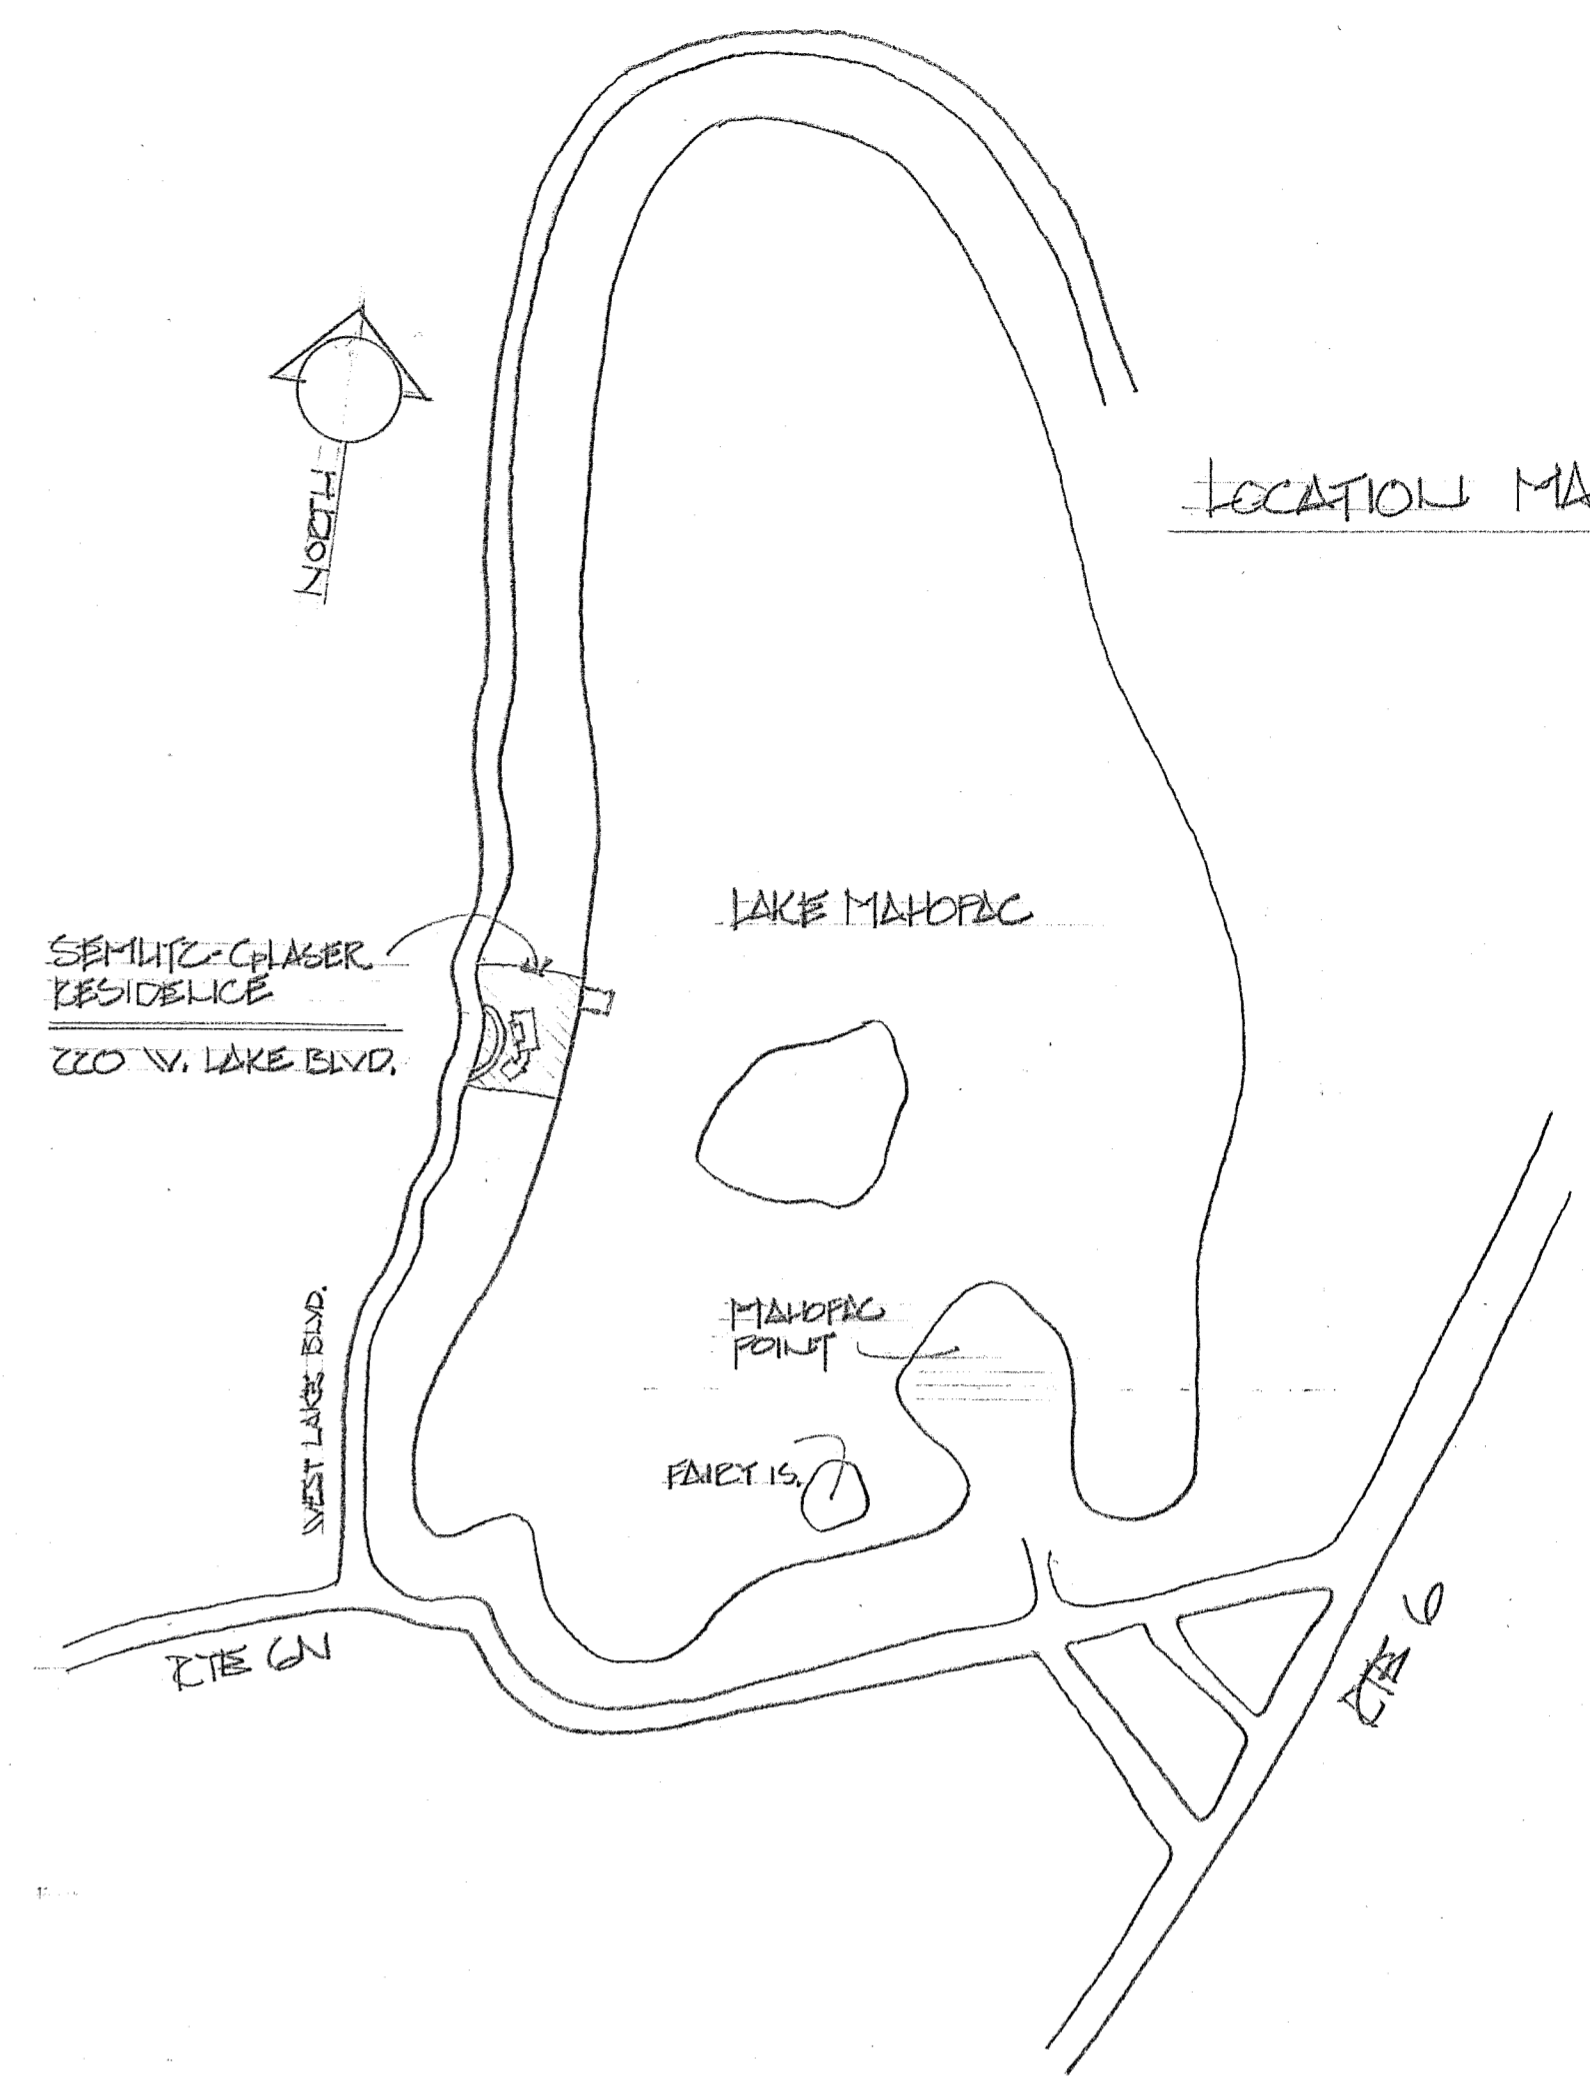 NORTH
LOCATION MA
LAKE MAHOPAC
SEMLITZ-GLASER
RESIDENCE
220 W. LAKE BLVD.
MAHOPAC
POINT
WEST LAKE BLVD.
FAIRY IS.
RTE 6N
RTE 6